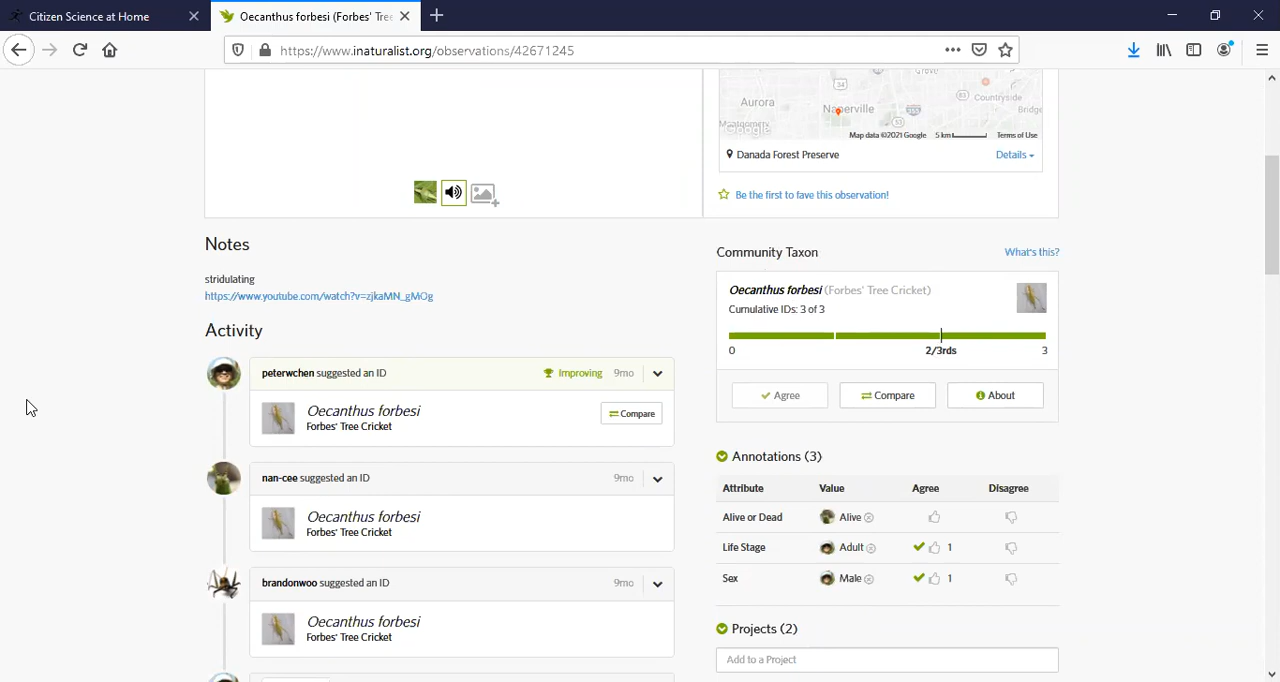 Citizen Science at Home
Oecanthus forbesi (Forbes' Tre
https://www.inaturalist.org/observations/42671245
Aurora
Naperville
Countryside
Bridge
Montgomery
Google
Map data ©2021 Google 5 km Terms of Use
Danada Forest Preserve
Details
Be the first to fave this observation!
Notes
stridulating
https://www.youtube.com/watch?v=zjkaMN_gMOg
Activity
peterwchen suggested an ID Improving 9mo
Oecanthus forbesi
Forbes' Tree Cricket
Compare
nan-cee suggested an ID 9mo
Oecanthus forbesi
Forbes' Tree Cricket
brandonwoo suggested an ID 9mo
Oecanthus forbesi
Forbes' Tree Cricket
Community Taxon What's this?
Oecanthus forbesi (Forbes' Tree Cricket)
Cumulative IDs: 3 of 3
0 2/3rds 3
Agree Compare About
Annotations (3)
Attribute Value Agree Disagree
Alive or Dead Alive
Life Stage Adult 1
Sex Male 1
Projects (2)
Add to a Project